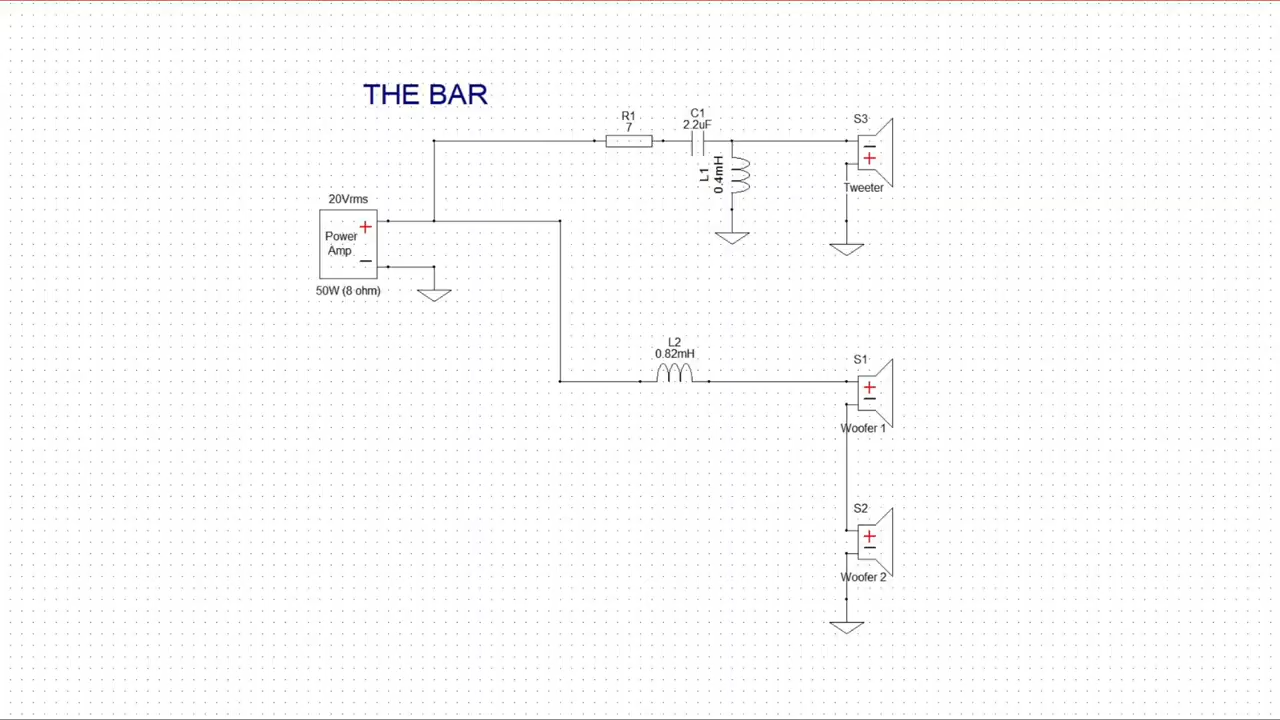 THE BAR
R1
7
C1
2.2uF
L1
0.4mH
S3
Tweeter
20Vrms
Power
Amp
50W (8 ohm)
L2
0.82mH
S1
Woofer 1
S2
Woofer 2